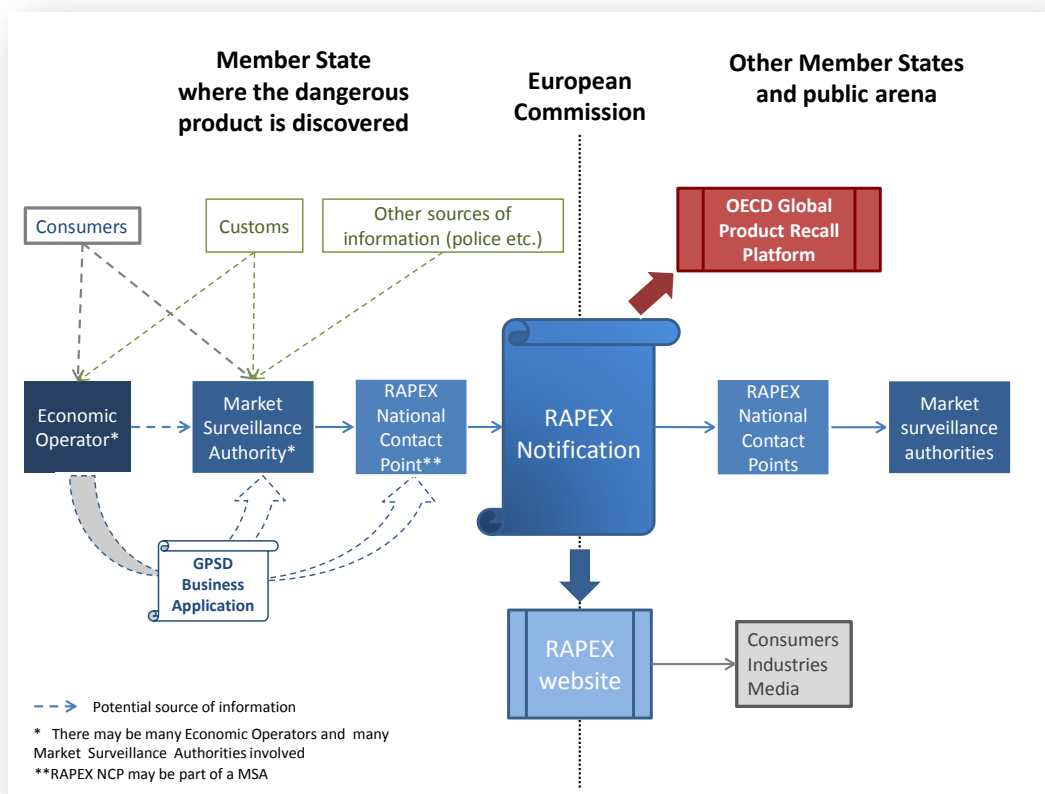 Member State
where the dangerous
product is discovered
European
Commission
Other Member States
and public arena
Consumers
Customs
Other sources of
information (police etc.)
OECD Global
Product Recall
Platform
Economic
Operator*
Market
Surveillance
Authority*
RAPEX
National
Contact
Point**
RAPEX
Notification
RAPEX
National
Contact
Points
Market
surveillance
authorities
GPSD
Business
Application
RAPEX
website
Consumers
Industries
Media
Potential source of information
* There may be many Economic Operators and many
Market Surveillance Authorities involved
**RAPEX NCP may be part of a MSA